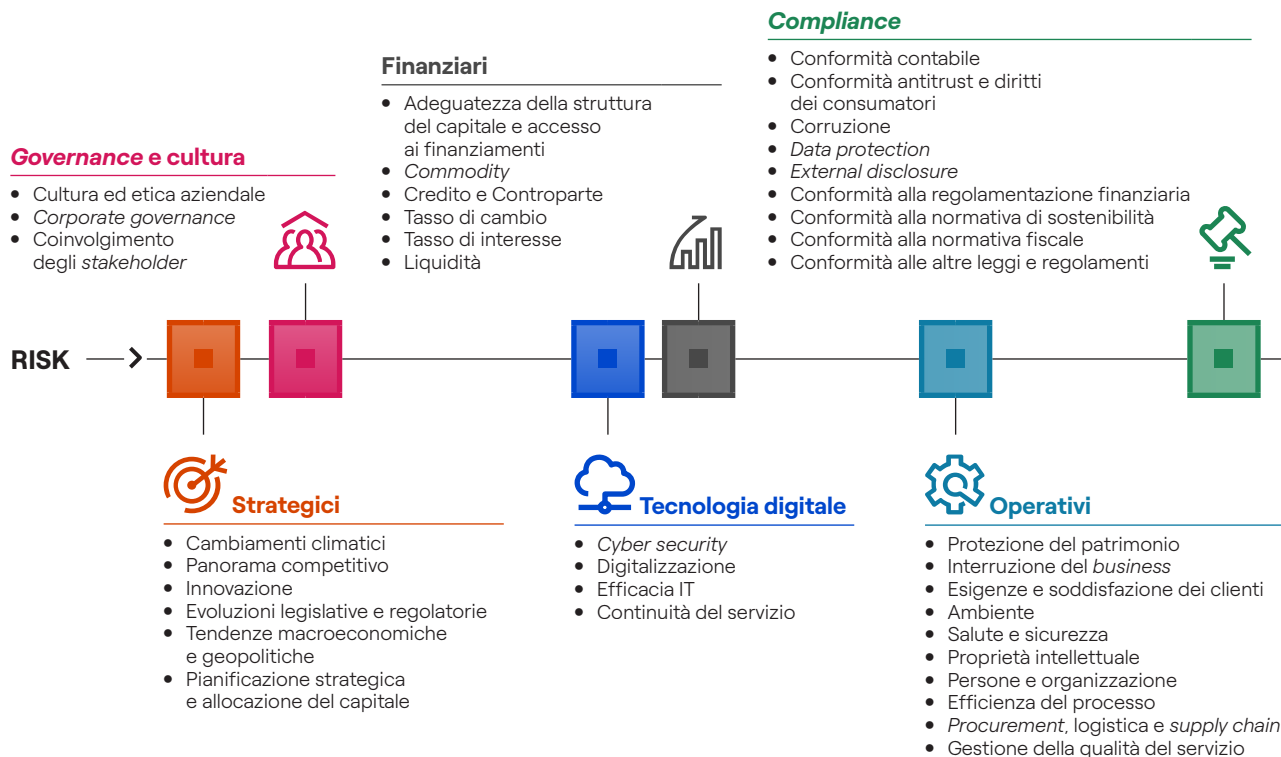 Compliance
• Conformità contabile
• Conformità antitrust e diritti
dei consumatori
• Corruzione
• Data protection
• External disclosure
• Conformità alla regolamentazione finanziaria
• Conformità alla normativa di sostenibilità
• Conformità alla normativa fiscale
• Conformità alle altre leggi e regolamenti
Finanziari
• Adeguatezza della struttura
del capitale e accesso
ai finanziamenti
• Commodity
• Credito e Controparte
• Tasso di cambio
• Tasso di interesse
• Liquidità
Governance e cultura
• Cultura ed etica aziendale
• Corporate governance
• Coinvolgimento
degli stakeholder
RISK
Strategici
• Cambiamenti climatici
• Panorama competitivo
• Innovazione
• Evoluzioni legislative e regolatorie
• Tendenze macroeconomiche
e geopolitiche
• Pianificazione strategica
e allocazione del capitale
Tecnologia digitale
• Cyber security
• Digitalizzazione
• Efficacia IT
• Continuità del servizio
Operativi
• Protezione del patrimonio
• Interruzione del business
• Esigenze e soddisfazione dei clienti
• Ambiente
• Salute e sicurezza
• Proprietà intellettuale
• Persone e organizzazione
• Efficienza del processo
• Procurement, logistica e supply chain
• Gestione della qualità del servizio